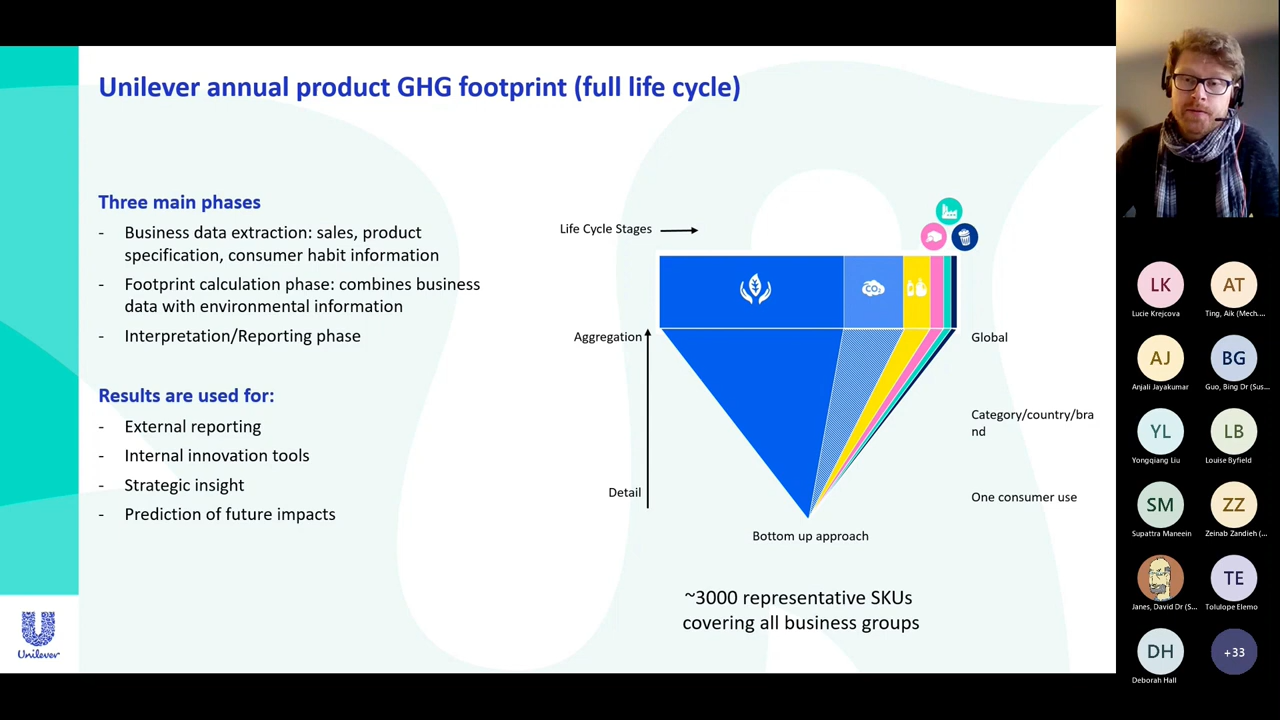 Unilever annual product GHG footprint (full life cycle)
Three main phases
- Business data extraction: sales, product
specification, consumer habit information
- Footprint calculation phase: combines business
data with environmental information
- Interpretation/Reporting phase
Results are used for:
- External reporting
- Internal innovation tools
- Strategic insight
- Prediction of future impacts
Life Cycle Stages
CO₂
Aggregation
Detail
Global
Category/country/bra
nd
One consumer use
Bottom up approach
~3000 representative SKUs
covering all business groups
Unilever
LK
Lucie Krejcova
AT
Ting, Aik (Mech....
AJ
Anjali Jayakumar
BG
Guo, Bing Dr (Sus...
YL
Yongqiang Liu
LB
Louise Byfield
SM
Supattra Maneein
ZZ
Zeinab Zandieh (...
Janes, David Dr (S...
TE
Tolulope Elemo
DH
Deborah Hall
+33